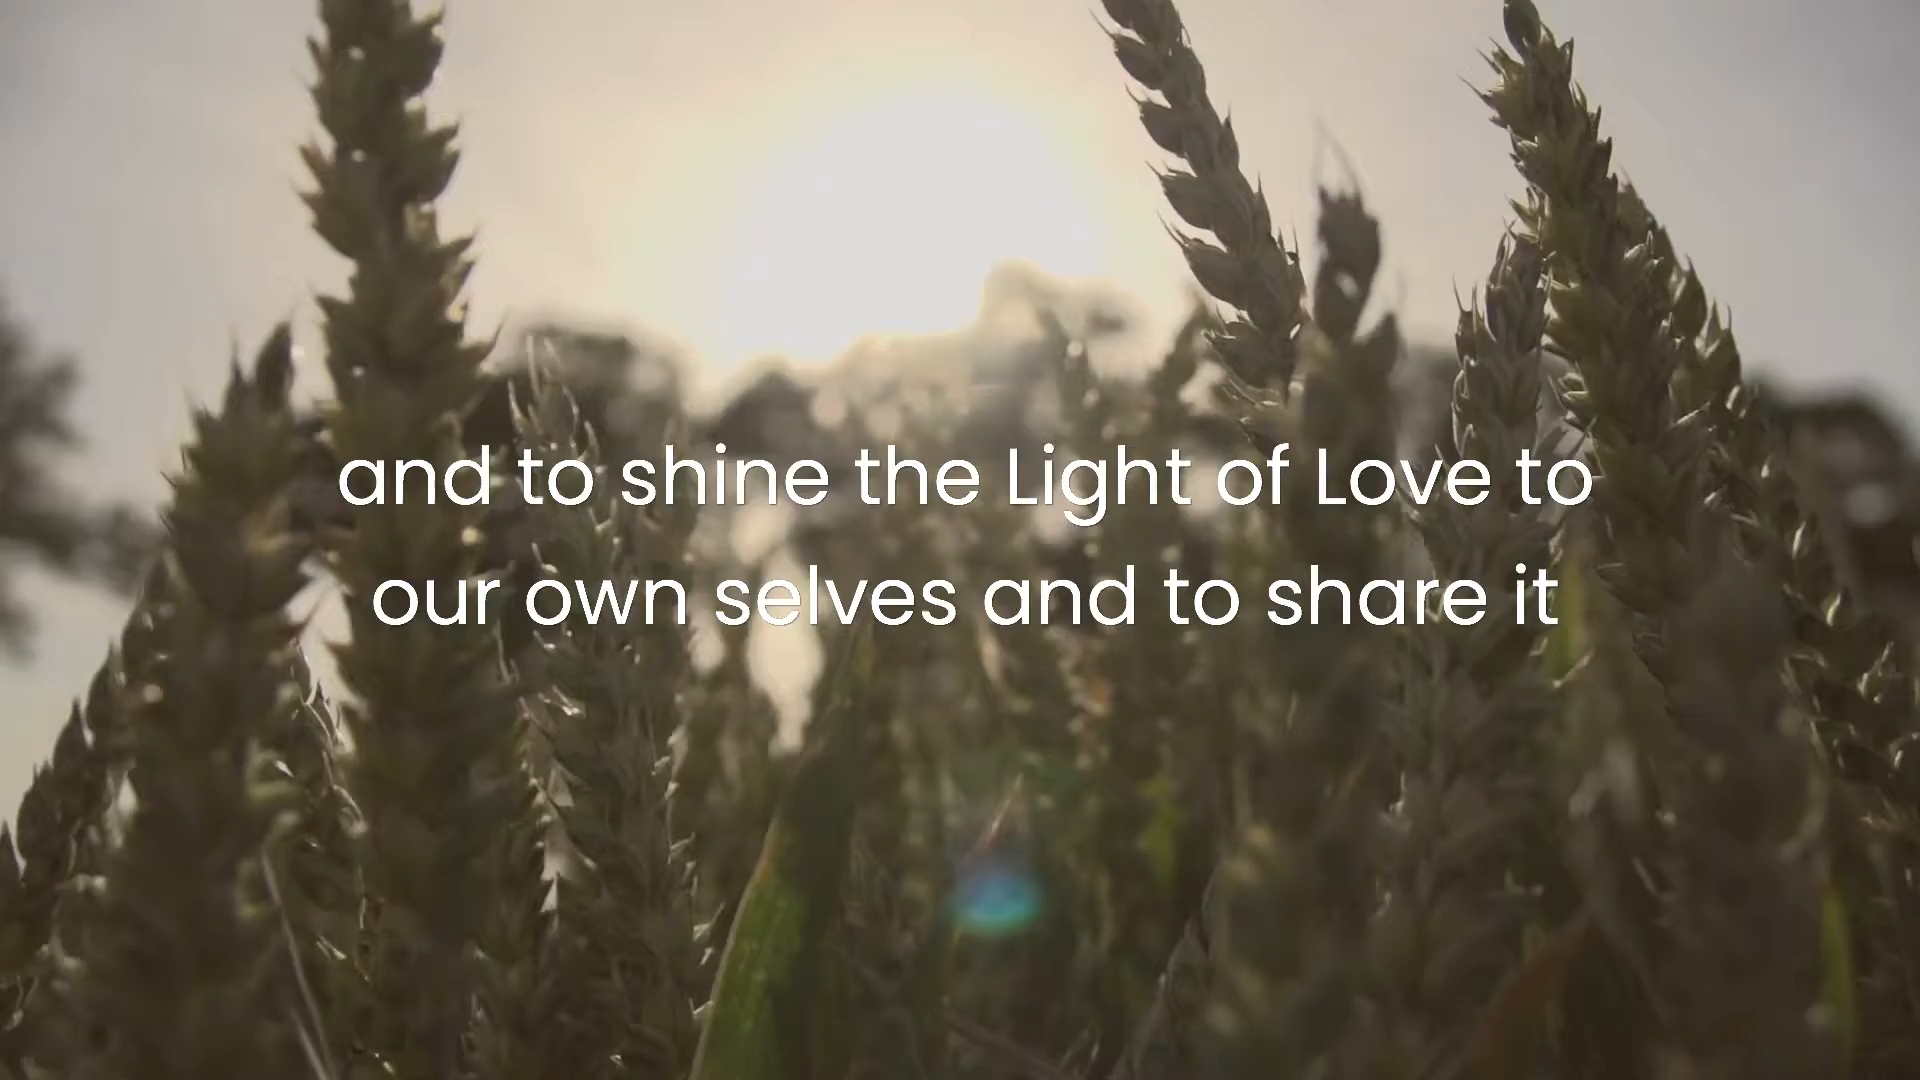 and to shine the Light of Love to
our own selves and to share it